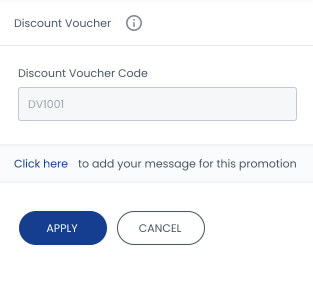 Discount Voucher
Discount Voucher Code
DV1001
Click here to add your message for this promotion
APPLY CANCEL